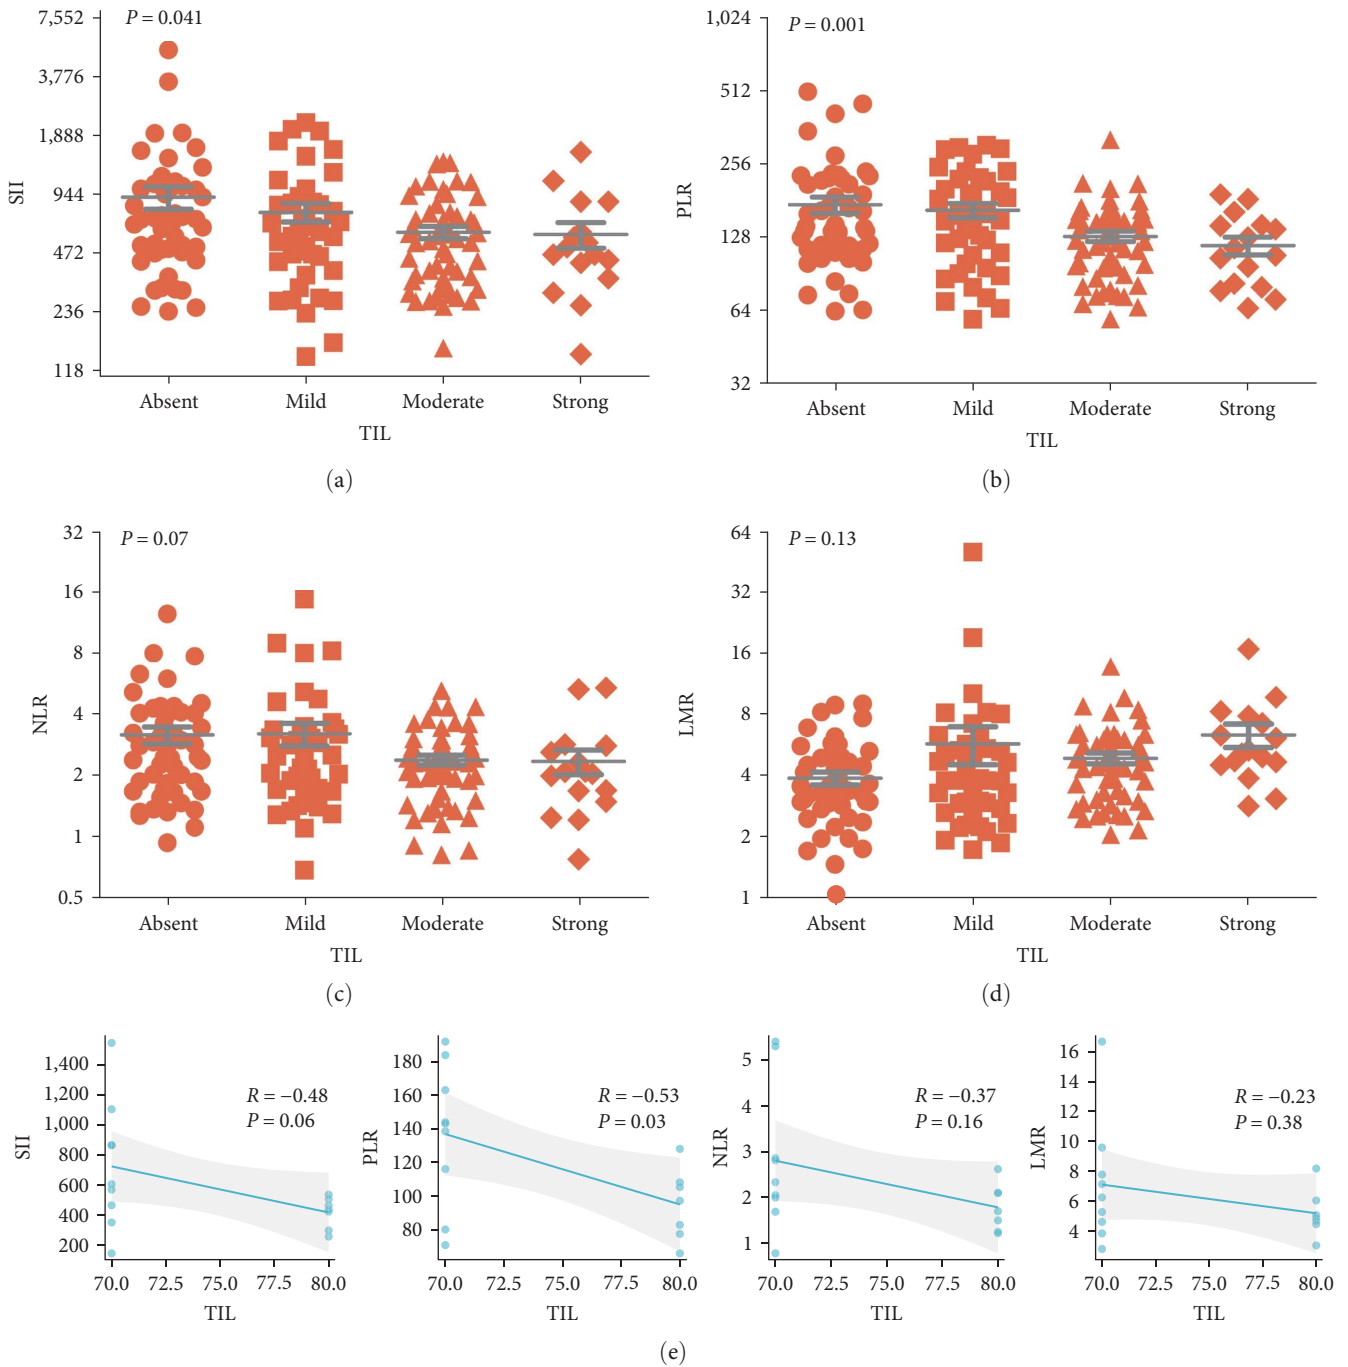 P = 0.041
SII
7,552
3,776
1,888
944
472
236
118
Absent Mild Moderate Strong
TIL
(a)
P = 0.001
PLR
1,024
512
256
128
64
32
Absent Mild Moderate Strong
TIL
(b)
P = 0.07
NLR
32
16
8
4
2
1
0.5
Absent Mild Moderate Strong
TIL
(c)
P = 0.13
LMR
64
32
16
8
4
2
1
Absent Mild Moderate Strong
TIL
(d)
SII
1,400
1,200
1,000
800
600
400
200
R = −0.48
P = 0.06
70.0 72.5 75.0 77.5 80.0
TIL
PLR
180
160
140
120
100
80
R = −0.53
P = 0.03
70.0 72.5 75.0 77.5 80.0
TIL
NLR
5
4
3
2
1
R = −0.37
P = 0.16
70.0 72.5 75.0 77.5 80.0
TIL
LMR
16
14
12
10
8
6
4
R = −0.23
P = 0.38
70.0 72.5 75.0 77.5 80.0
TIL
(e)